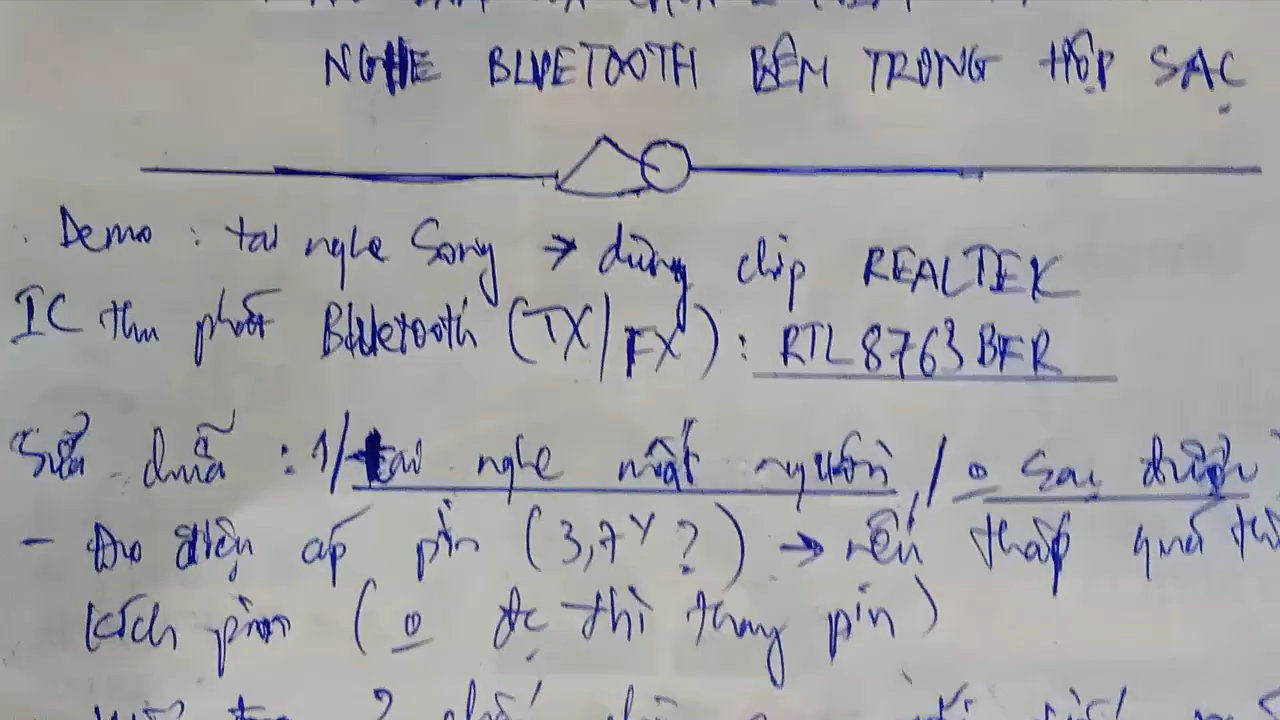 NGHE BLUETOOTH BÊN TRONG HỘP SẠC
Demo : tai nghe Sony → dùng chip REALTEK
IC thu phát Bluetooth (TX/FX) : RTL8763BFR
Sửa chữa : 1/ tai nghe mất nguồn / o sạc được
- Đo điện áp pin (3,7V ?) → nếu thấp quá thì
kích pin (o đc thì thay pin)